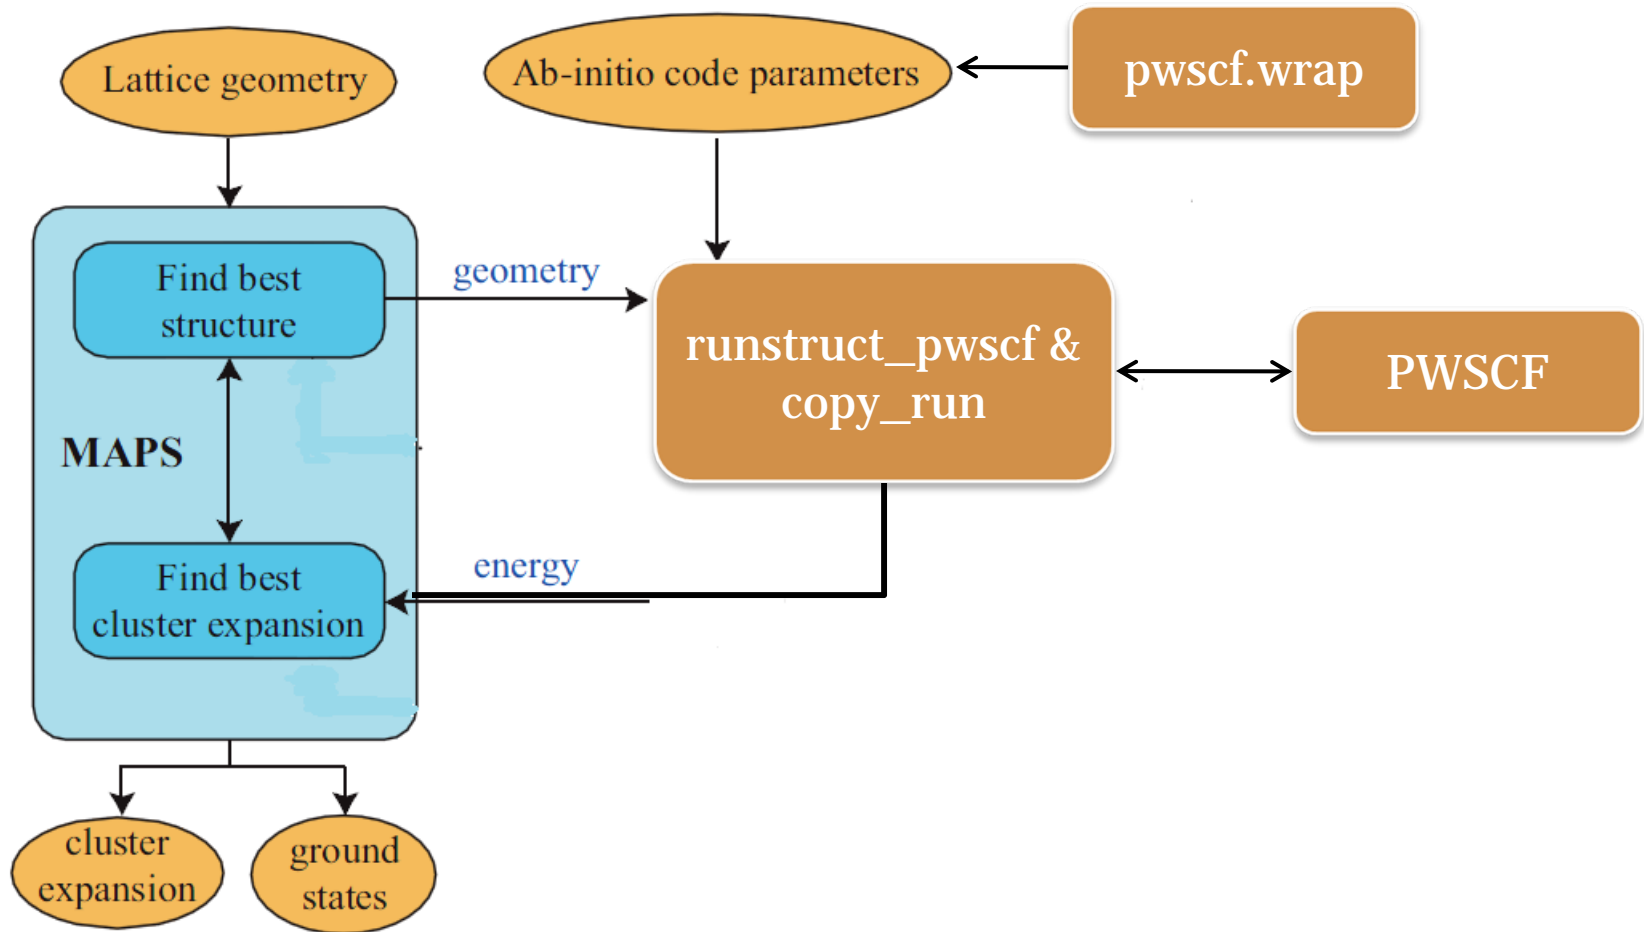 Lattice geometry
Ab-initio code parameters
pwscf.wrap
Find best
structure
geometry
runstruct_pwscf &
copy_run
PWSCF
MAPS
energy
Find best
cluster expansion
cluster
expansion
ground
states